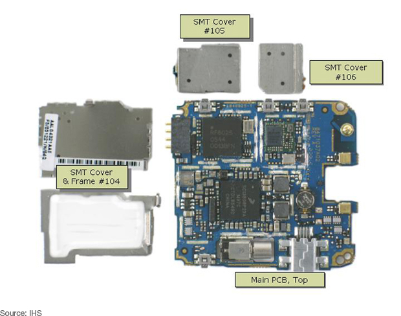 SMT Cover
#105
SMT Cover
#106
SMT Cover
& Frame #104
Main PCB, Top
Source: IHS